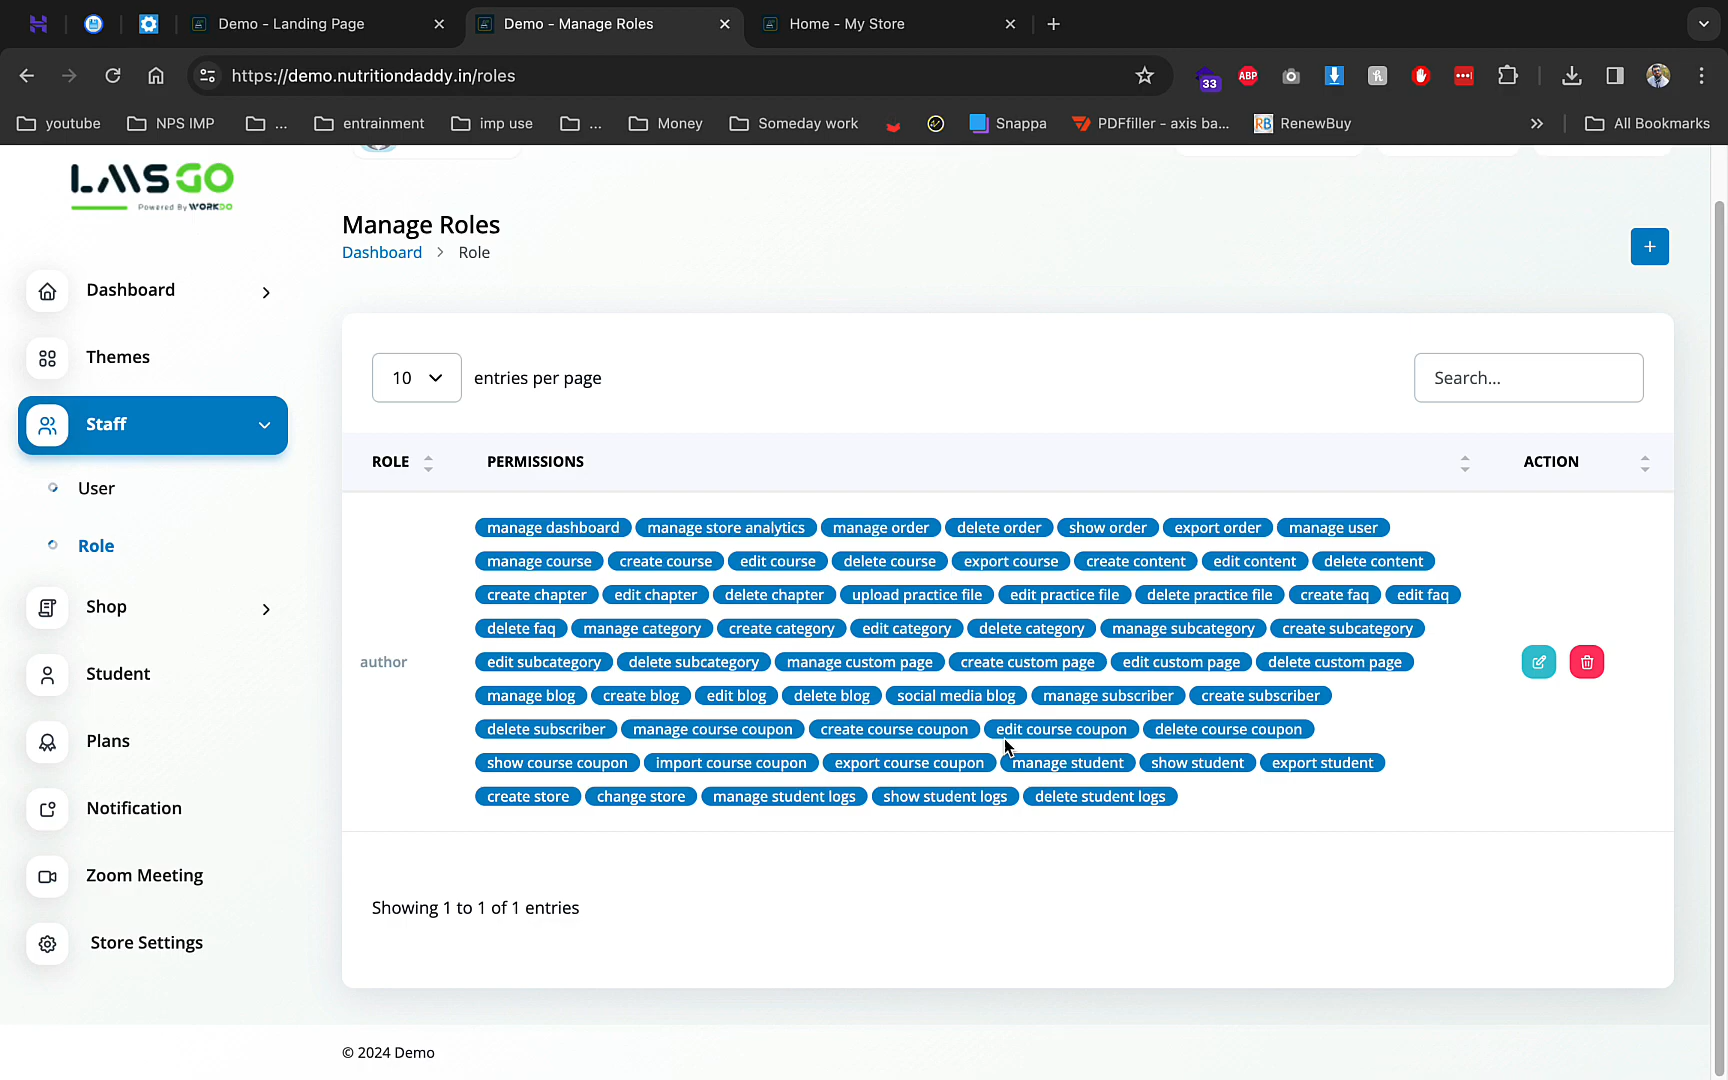 Demo - Landing Page
Demo - Manage Roles
Home - My Store
https://demo.nutritiondaddy.in/roles
33
ABP
youtube
NPS IMP
...
entrainment
imp use
...
Money
Someday work
Snappa
PDFfiller - axis ba...
RB RenewBuy
All Bookmarks
LMSGO
Powered By WORKDO
Dashboard
Themes
Staff
User
Role
Shop
Student
Plans
Notification
Zoom Meeting
Store Settings
Manage Roles
Dashboard > Role
+
10 entries per page
Search...
ROLE PERMISSIONS ACTION
author
manage dashboard manage store analytics manage order delete order show order export order manage user
manage course create course edit course delete course export course create content edit content delete content
create chapter edit chapter delete chapter upload practice file edit practice file delete practice file create faq edit faq
delete faq manage category create category edit category delete category manage subcategory create subcategory
edit subcategory delete subcategory manage custom page create custom page edit custom page delete custom page
manage blog create blog edit blog delete blog social media blog manage subscriber create subscriber
delete subscriber manage course coupon create course coupon edit course coupon delete course coupon
show course coupon import course coupon export course coupon manage student show student export student
create store change store manage student logs show student logs delete student logs
Showing 1 to 1 of 1 entries
© 2024 Demo